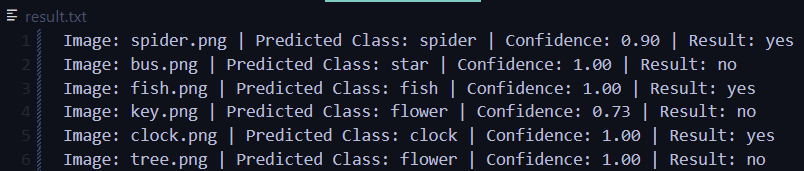 result.txt
1 Image: spider.png | Predicted Class: spider | Confidence: 0.90 | Result: yes
2 Image: bus.png | Predicted Class: star | Confidence: 1.00 | Result: no
3 Image: fish.png | Predicted Class: fish | Confidence: 1.00 | Result: yes
4 Image: key.png | Predicted Class: flower | Confidence: 0.73 | Result: no
5 Image: clock.png | Predicted Class: clock | Confidence: 1.00 | Result: yes
6 Image: tree.png | Predicted Class: flower | Confidence: 1.00 | Result: no